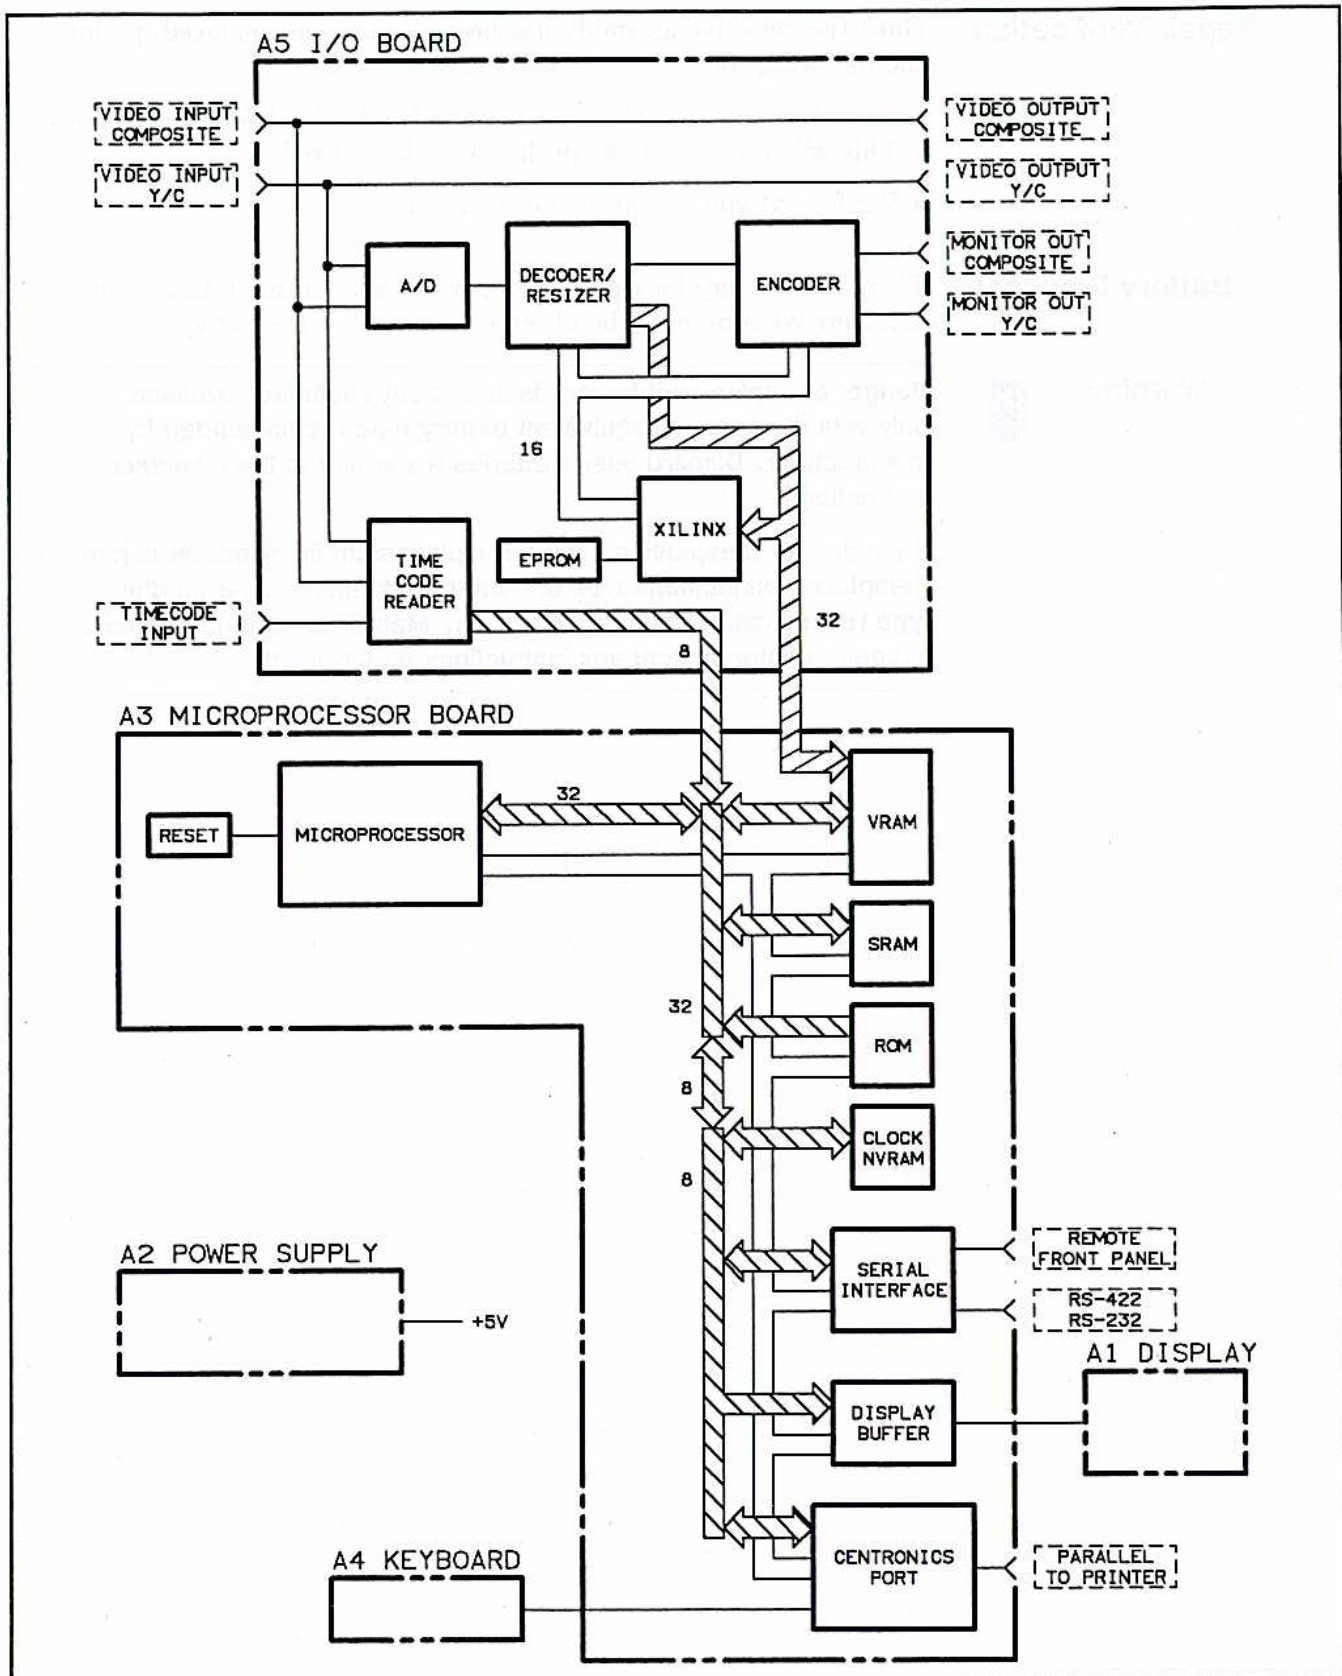 A5 I/O BOARD
VIDEO INPUT
COMPOSITE
VIDEO OUTPUT
COMPOSITE
VIDEO INPUT
Y/C
VIDEO OUTPUT
Y/C
A/D
DECODER/
RESIZER
ENCODER
MONITOR OUT
COMPOSITE
MONITOR OUT
Y/C
16
XILINX
EPROM
TIME
CODE
READER
TIMECODE
INPUT
8
32
A3 MICROPROCESSOR BOARD
RESET
MICROPROCESSOR
32
VRAM
SRAM
32
ROM
8
CLOCK
NVRAM
8
A2 POWER SUPPLY
+5V
SERIAL
INTERFACE
REMOTE
FRONT PANEL
RS-422
RS-232
A1 DISPLAY
DISPLAY
BUFFER
A4 KEYBOARD
CENTRONICS
PORT
PARALLEL
TO PRINTER